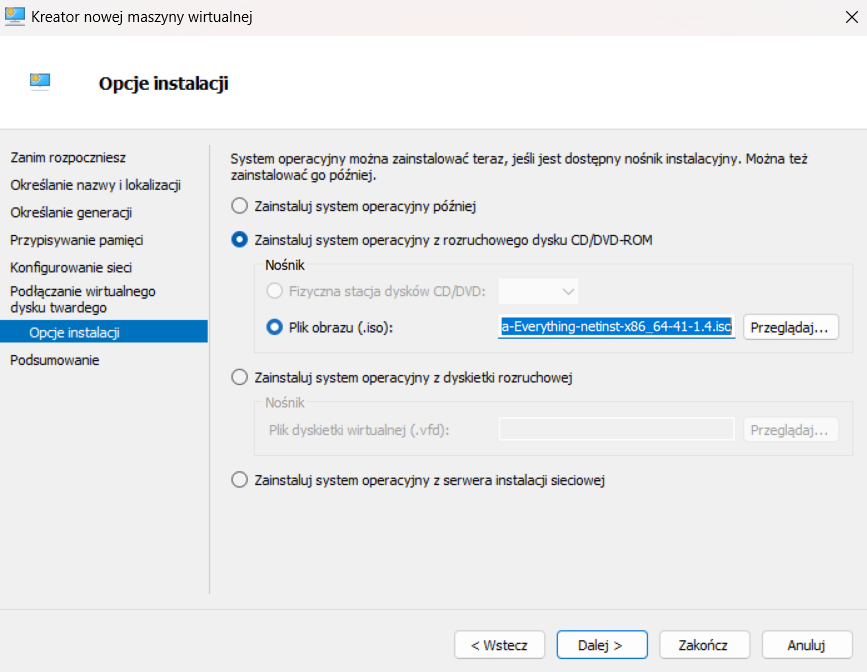 Kreator nowej maszyny wirtualnej
Opcje instalacji
Zanim rozpoczniesz
Określanie nazwy i lokalizacji
Określanie generacji
Przypisywanie pamięci
Konfigurowanie sieci
Podłączanie wirtualnego
dysku twardego
Opcje instalacji
Podsumowanie
System operacyjny można zainstalować teraz, jeśli jest dostępny nośnik instalacyjny. Można też
zainstalować go później.
Zainstaluj system operacyjny później
Zainstaluj system operacyjny z rozruchowego dysku CD/DVD-ROM
Nośnik
Fizyczna stacja dysków CD/DVD:
Plik obrazu (.iso): a-Everything-netinst-x86_64-41-1.4.iso Przeglądaj...
Zainstaluj system operacyjny z dyskietki rozruchowej
Nośnik
Plik dyskietki wirtualnej (.vfd): Przeglądaj...
Zainstaluj system operacyjny z serwera instalacji sieciowej
< Wstecz Dalej > Zakończ Anuluj